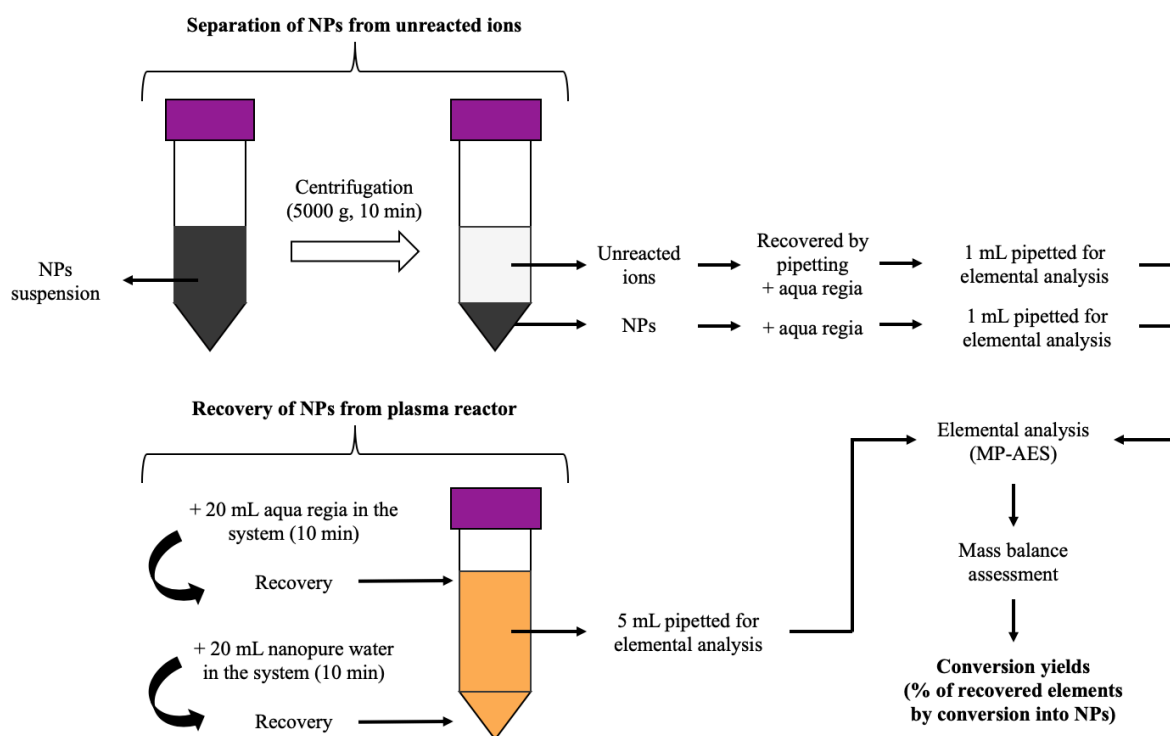 Separation of NPs from unreacted ions
Centrifugation
(5000 g, 10 min)
NPs
suspension
Unreacted
ions
Recovered by
pipetting
+ aqua regia
1 mL pipetted for
elemental analysis
NPs
+ aqua regia
1 mL pipetted for
elemental analysis
Recovery of NPs from plasma reactor
+ 20 mL aqua regia in the
system (10 min)
Recovery
+ 20 mL nanopure water
in the system (10 min)
Recovery
5 mL pipetted for
elemental analysis
Elemental analysis
(MP-AES)
Mass balance
assessment
Conversion yields
(% of recovered elements
by conversion into NPs)